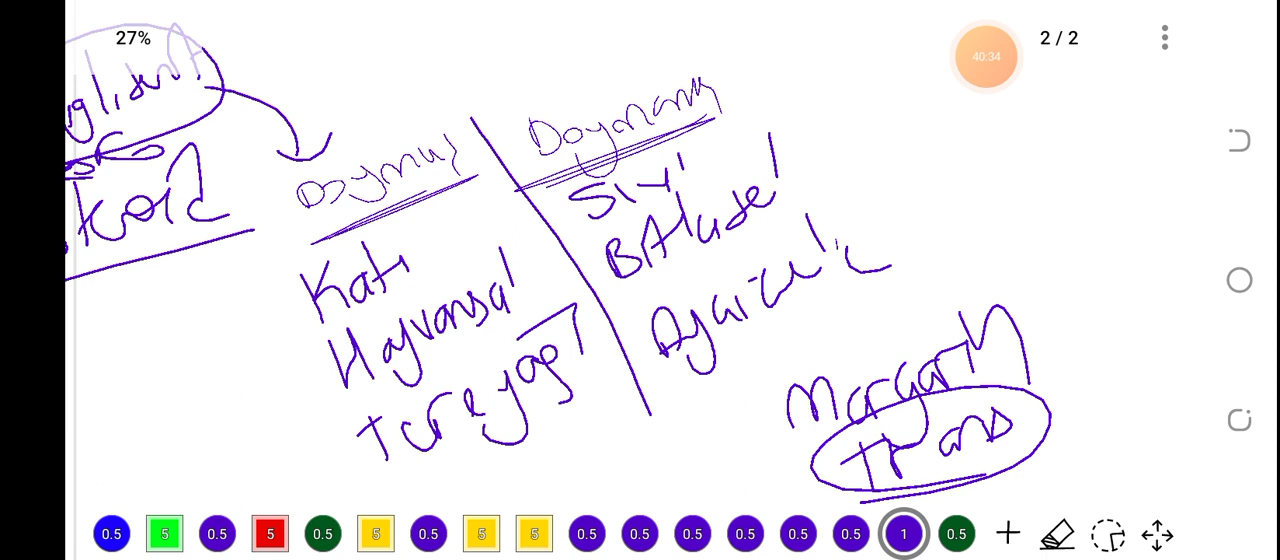 27%
40:34
2 / 2
Doymuş
Doymamış
Katı
Hayvansal
Tereyağı
Sıvı
Bitkisel
Margarin
Trans
0.5 5 0.5 5 0.5 5 0.5 5 5 0.5 0.5 0.5 0.5 0.5 0.5 1 0.5